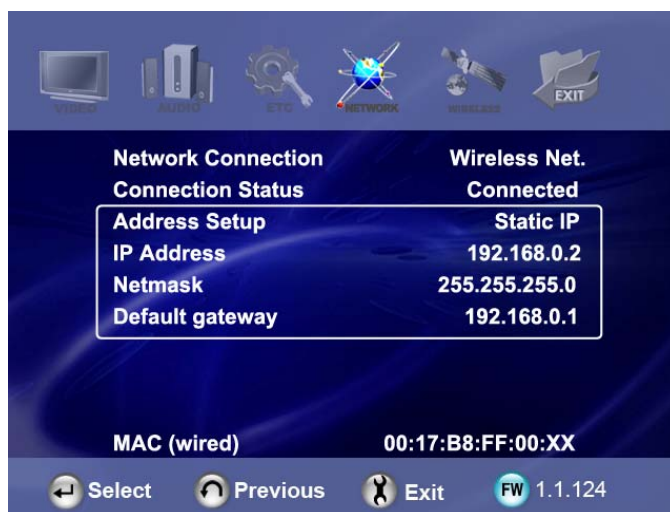 VIDEO AUDIO ETC NETWORK WIRELESS EXIT
Network Connection Wireless Net.
Connection Status Connected
Address Setup Static IP
IP Address 192.168.0.2
Netmask 255.255.255.0
Default gateway 192.168.0.1
MAC (wired) 00:17:B8:FF:00:XX
Select Previous Exit FW 1.1.124